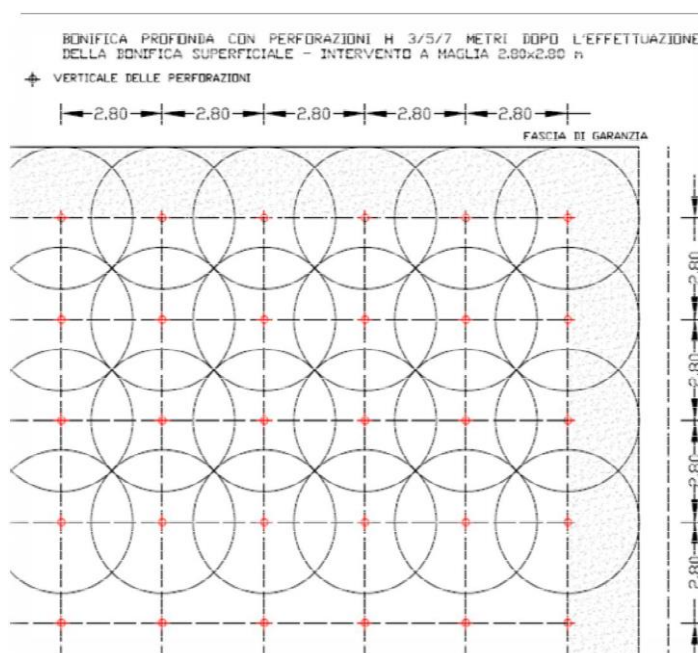 BONIFICA PROFONDA CON PERFORAZIONI H 3/5/7 METRI DOPO L'EFFETTUAZIONE
DELLA BONIFICA SUPERFICIALE - INTERVENTO A MAGLIA 2.80x2.80 m
VERTICALE DELLE PERFORAZIONI
2.80 2.80 2.80 2.80 2.80
FASCIA DI GARANZIA
2.80
2.80
2.80
2.80